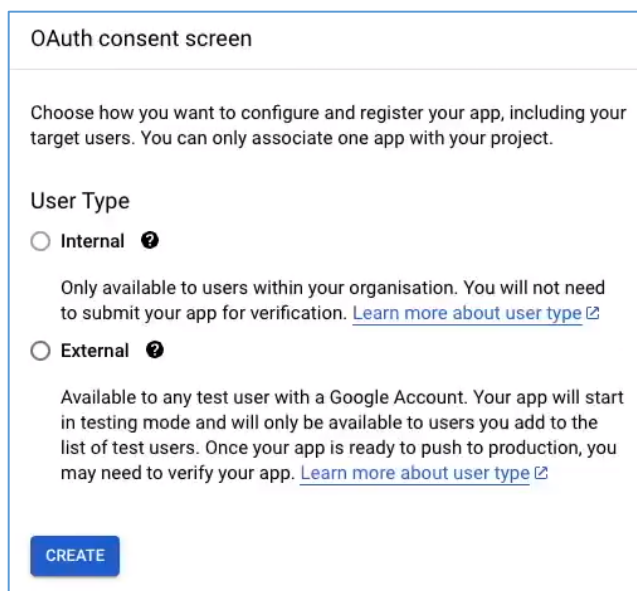 OAuth consent screen
Choose how you want to configure and register your app, including your
target users. You can only associate one app with your project.
User Type
Internal ?
Only available to users within your organisation. You will not need
to submit your app for verification. Learn more about user type
External ?
Available to any test user with a Google Account. Your app will start
in testing mode and will only be available to users you add to the
list of test users. Once your app is ready to push to production, you
may need to verify your app. Learn more about user type
CREATE